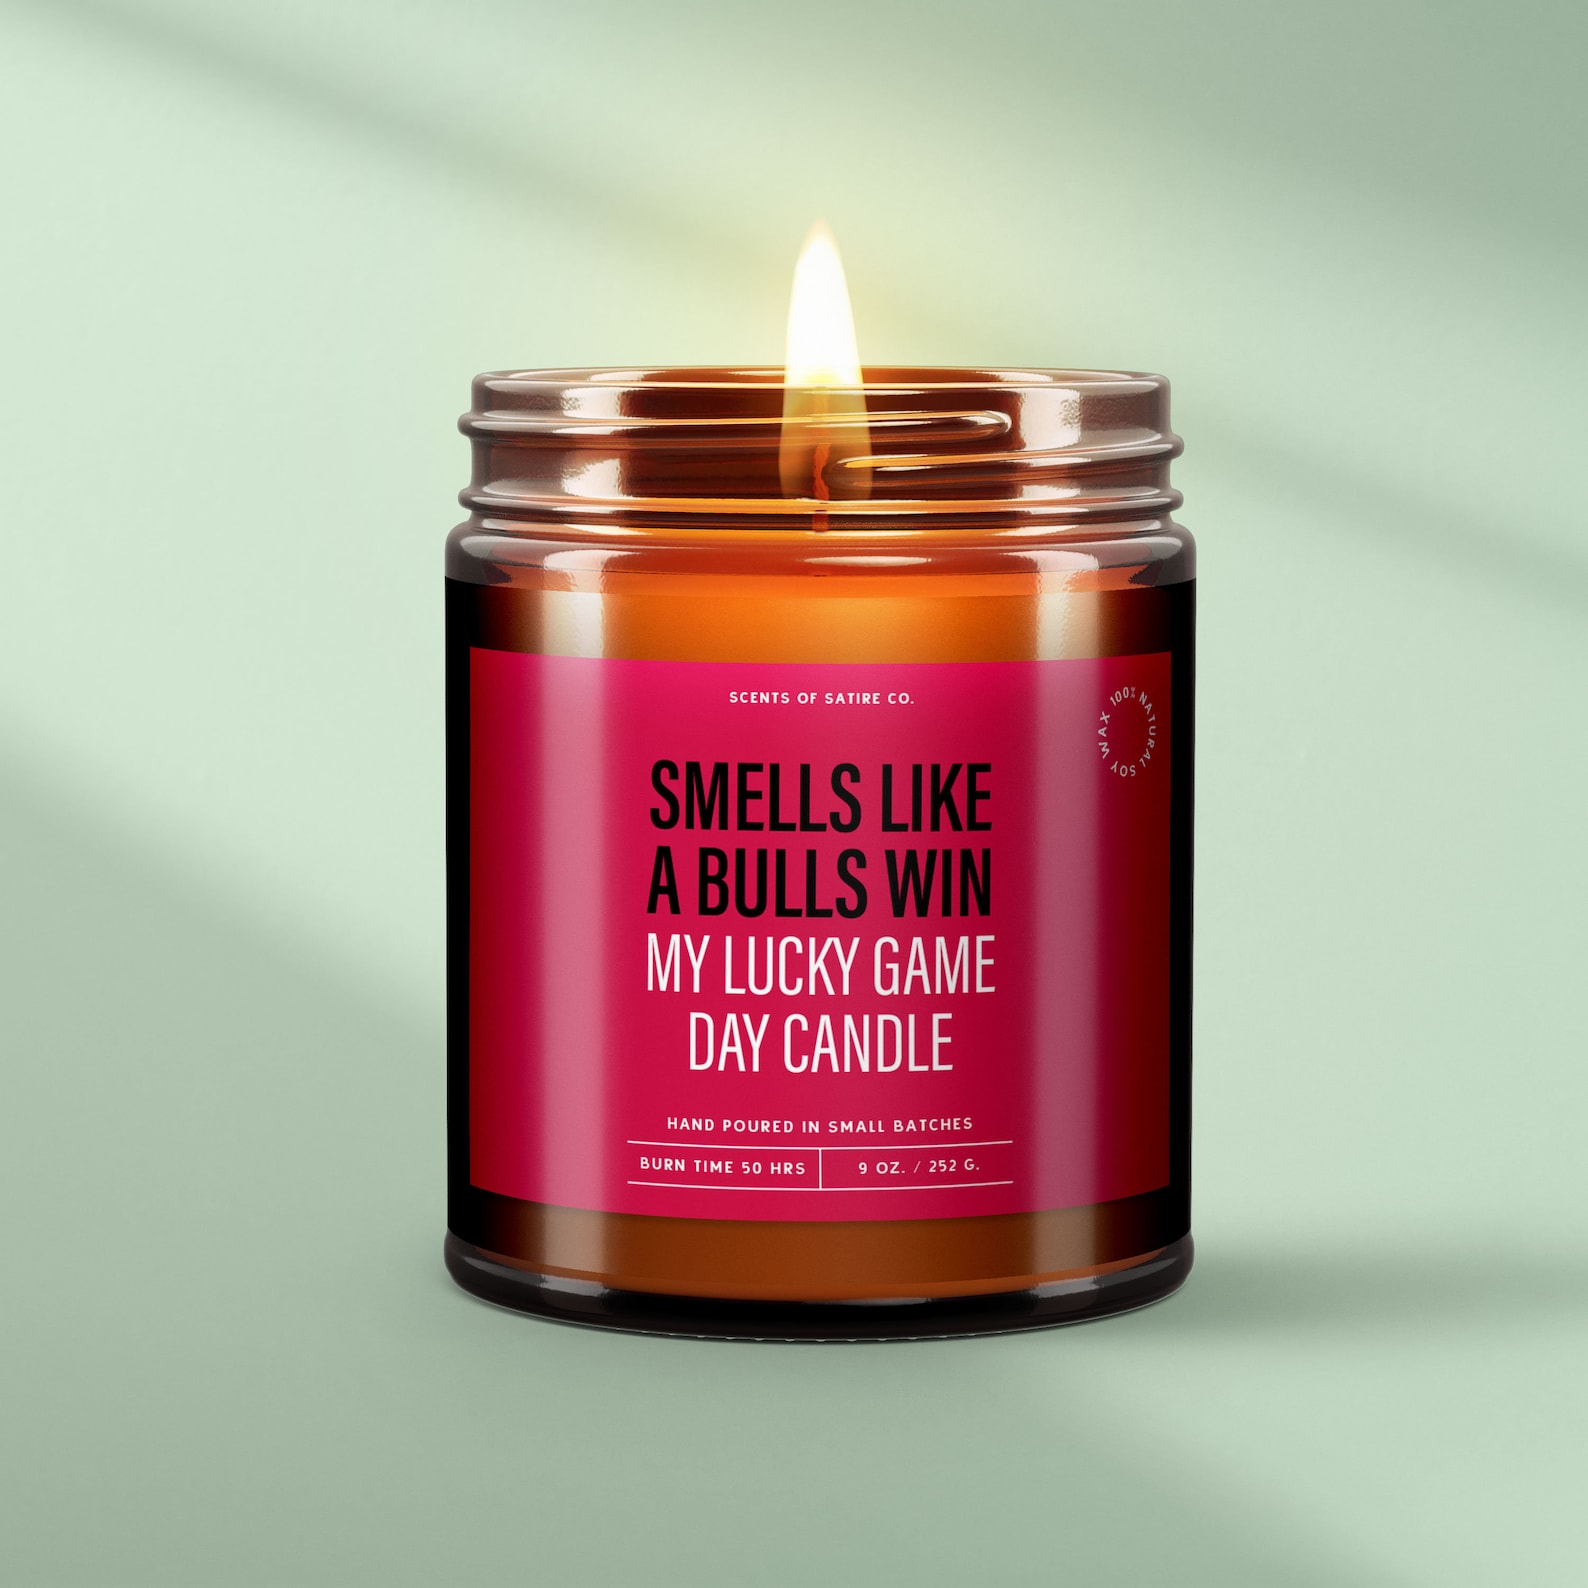 SCENTS OF SATIRE CO.
100% NATURAL SOY WAX
SMELLS LIKE
A BULLS WIN
MY LUCKY GAME
DAY CANDLE
HAND POURED IN SMALL BATCHES
BURN TIME 50 HRS
9 OZ. / 252 G.